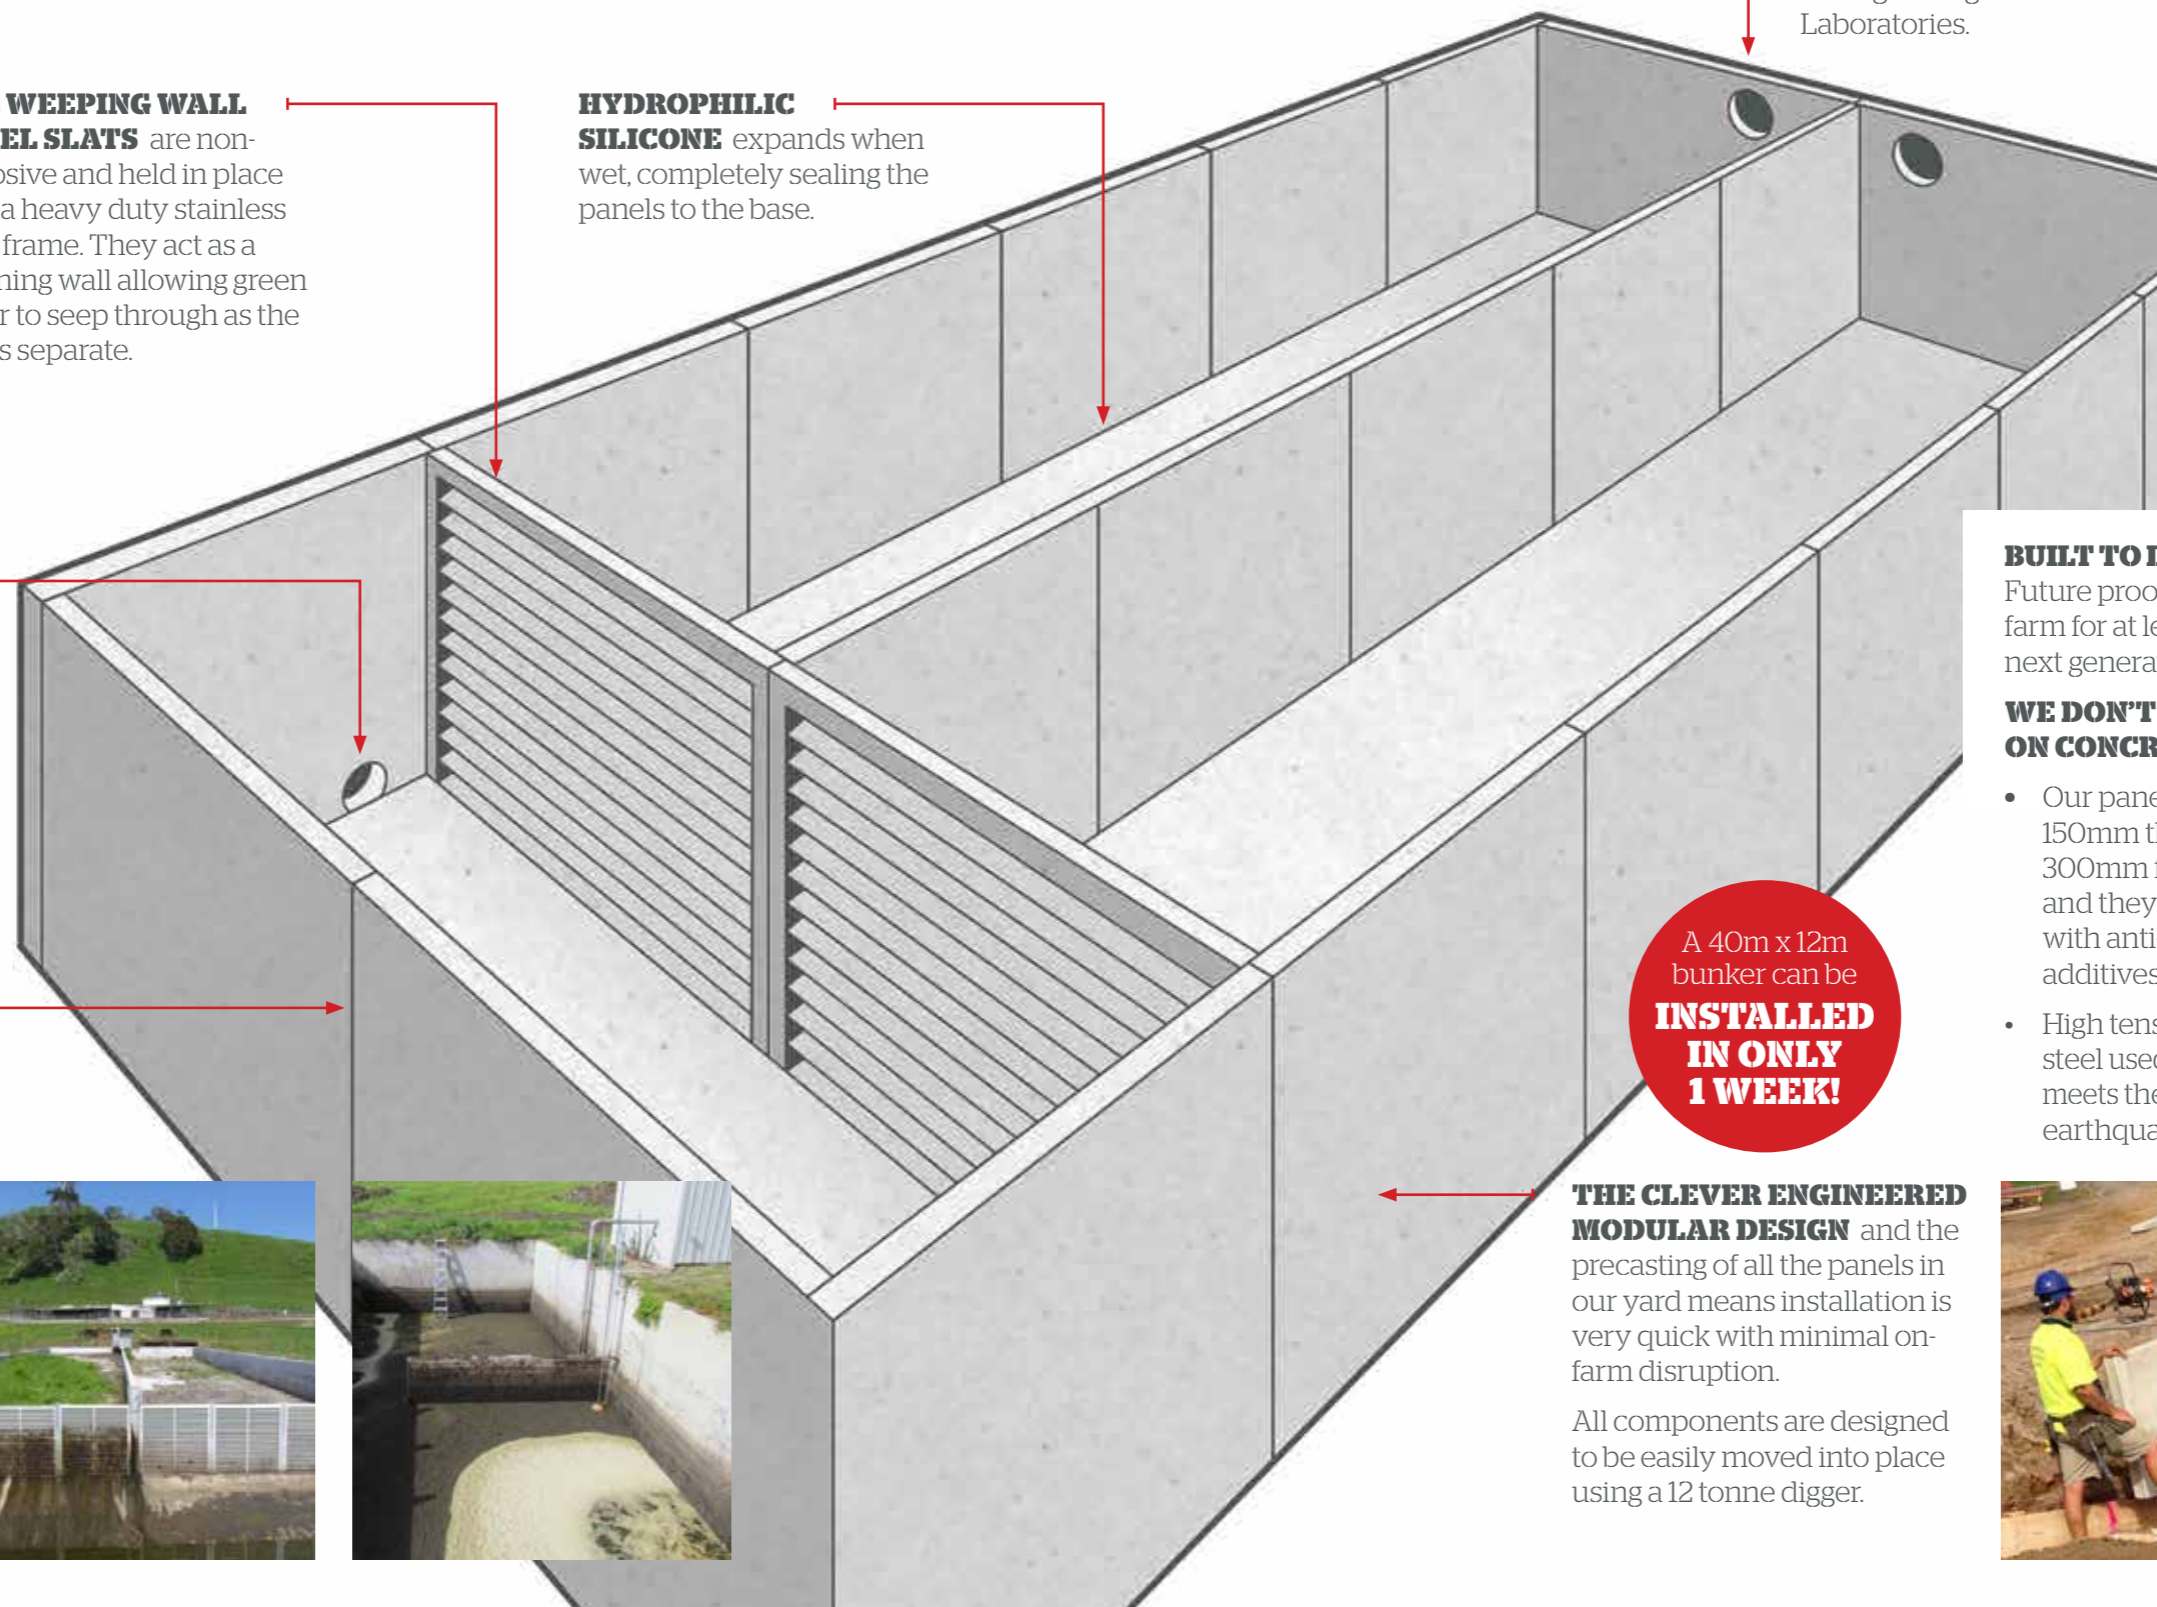 Laboratories.
WEEPING WALL
EL SLATS are non-
osive and held in place
a heavy duty stainless
frame. They act as a
ning wall allowing green
r to seep through as the
s separate.
HYDROPHILIC
SILICONE expands when
wet, completely sealing the
panels to the base.
BUILT TO
Future proo
farm for at le
next genera
WE DON'T
ON CONCR
• Our pane
150mm t
300mm
and they
with anti
additives
• High tens
steel use
meets the
earthqua
A 40m x 12m
bunker can be
INSTALLED
IN ONLY
1 WEEK!
THE CLEVER ENGINEERED
MODULAR DESIGN and the
precasting of all the panels in
our yard means installation is
very quick with minimal on-
farm disruption.
All components are designed
to be easily moved into place
using a 12 tonne digger.